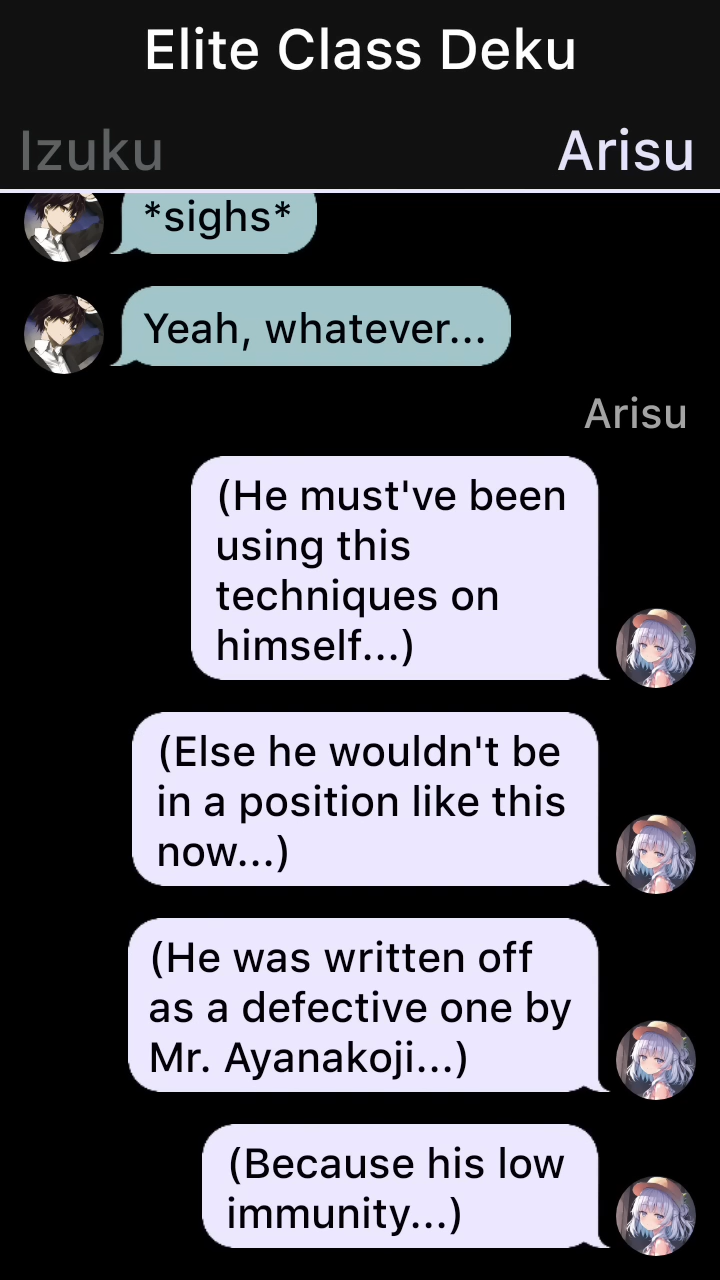 Elite Class Deku
Izuku
Arisu
*sighs*
Yeah, whatever...
Arisu
(He must've been
using this
techniques on
himself...)
(Else he wouldn't be
in a position like this
now...)
(He was written off
as a defective one by
Mr. Ayanakoji...)
(Because his low
immunity...)